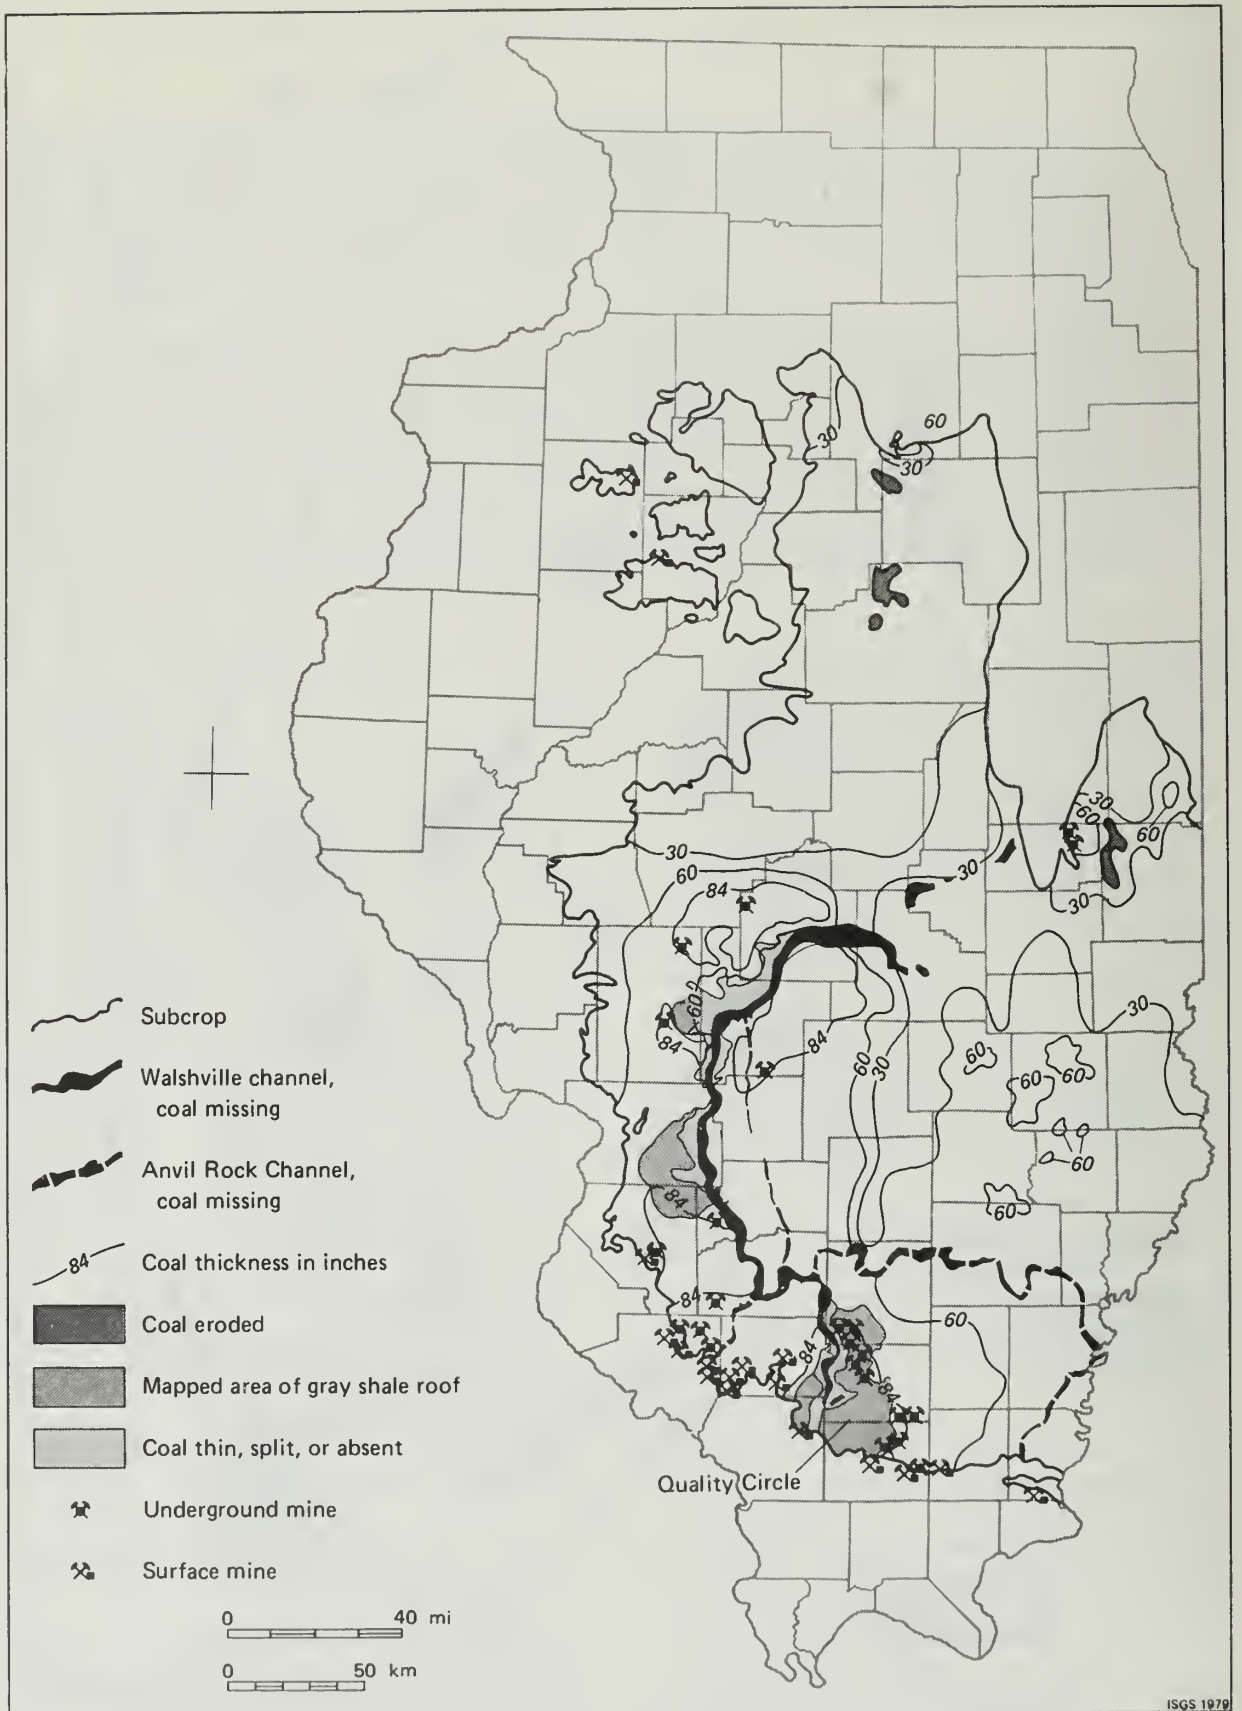 30
60
30
30
60
30
60
30
60
84
30
30
60?
84
84
60
30
60
60
60
30
60
60
84
84
60
84
84
Quality Circle
Subcrop
Walshville channel,
coal missing
Anvil Rock Channel,
coal missing
84
Coal thickness in inches
Coal eroded
Mapped area of gray shale roof
Coal thin, split, or absent
Underground mine
Surface mine
0 40 mi
0 50 km
ISGS 1979